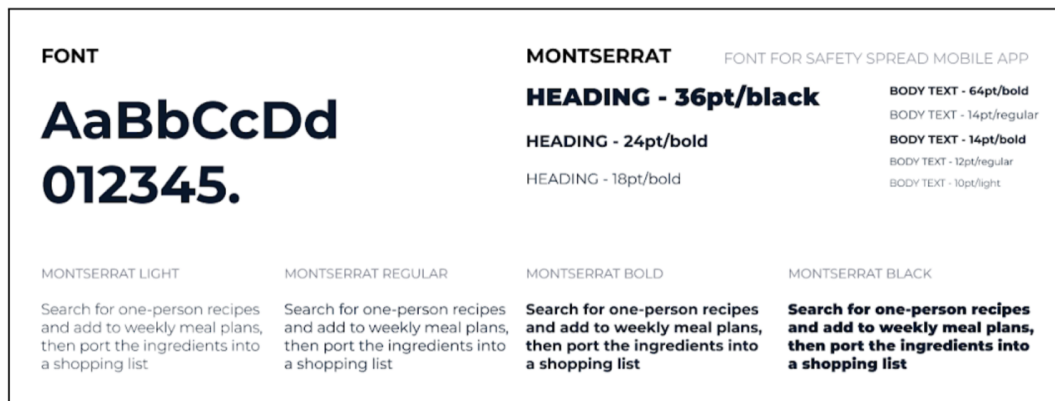 FONT
AaBbCcDd
012345.
MONTSERRAT
FONT FOR SAFETY SPREAD MOBILE APP
HEADING - 36pt/black
HEADING - 24pt/bold
HEADING - 18pt/bold
BODY TEXT - 64pt/bold
BODY TEXT - 14pt/regular
BODY TEXT - 14pt/bold
BODY TEXT - 12pt/regular
BODY TEXT - 10pt/light
MONTSERRAT LIGHT
Search for one-person recipes
and add to weekly meal plans,
then port the ingredients into
a shopping list
MONTSERRAT REGULAR
Search for one-person recipes
and add to weekly meal plans,
then port the ingredients into
a shopping list
MONTSERRAT BOLD
Search for one-person recipes
and add to weekly meal plans,
then port the ingredients into
a shopping list
MONTSERRAT BLACK
Search for one-person recipes
and add to weekly meal plans,
then port the ingredients into
a shopping list